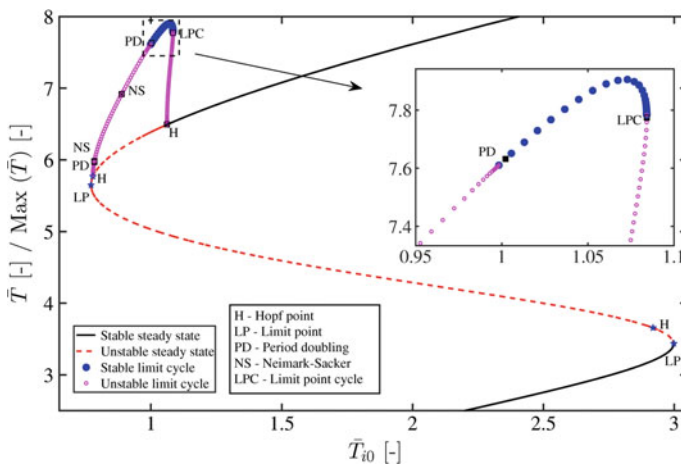 8
7
6
5
4
3
T̄ [-] / Max (T̄) [-]
PD
LPC
NS
NS
PD
H
LP
H
7.8
7.6
7.4
PD
LPC
0.95
1
1.05
1.1
H
LP
Stable steady state
Unstable steady state
Stable limit cycle
Unstable limit cycle
H - Hopf point
LP - Limit point
PD - Period doubling
NS - Neimark-Sacker
LPC - Limit point cycle
1
1.5
2
2.5
3
T̄i0 [-]